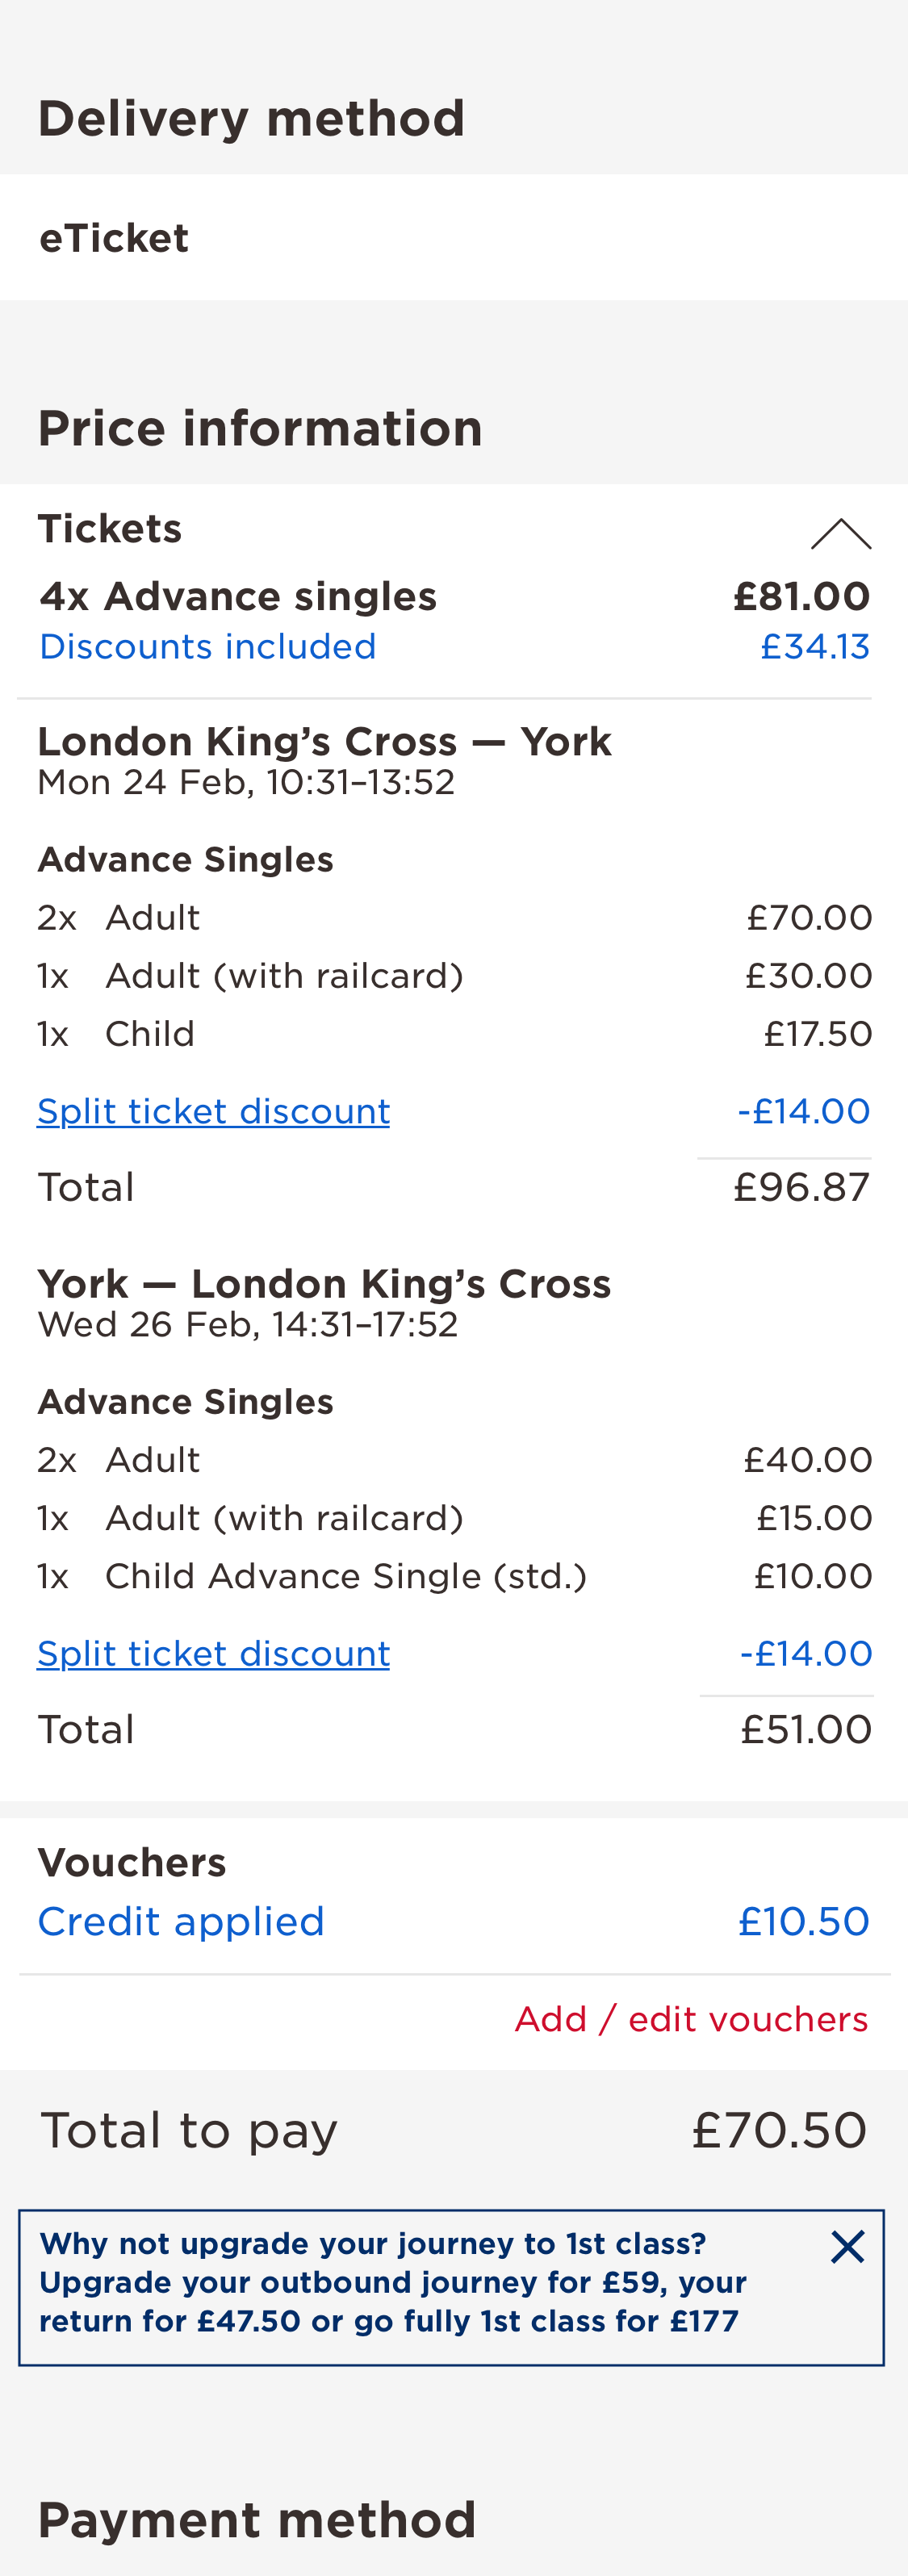 Delivery method
eTicket
Price information
Tickets
4x Advance singles £81.00
Discounts included £34.13
London King’s Cross — York
Mon 24 Feb, 10:31–13:52
Advance Singles
2x Adult £70.00
1x Adult (with railcard) £30.00
1x Child £17.50
Split ticket discount -£14.00
Total £96.87
York — London King’s Cross
Wed 26 Feb, 14:31–17:52
Advance Singles
2x Adult £40.00
1x Adult (with railcard) £15.00
1x Child Advance Single (std.) £10.00
Split ticket discount -£14.00
Total £51.00
Vouchers
Credit applied £10.50
Add / edit vouchers
Total to pay £70.50
Why not upgrade your journey to 1st class?
Upgrade your outbound journey for £59, your
return for £47.50 or go fully 1st class for £177
Payment method